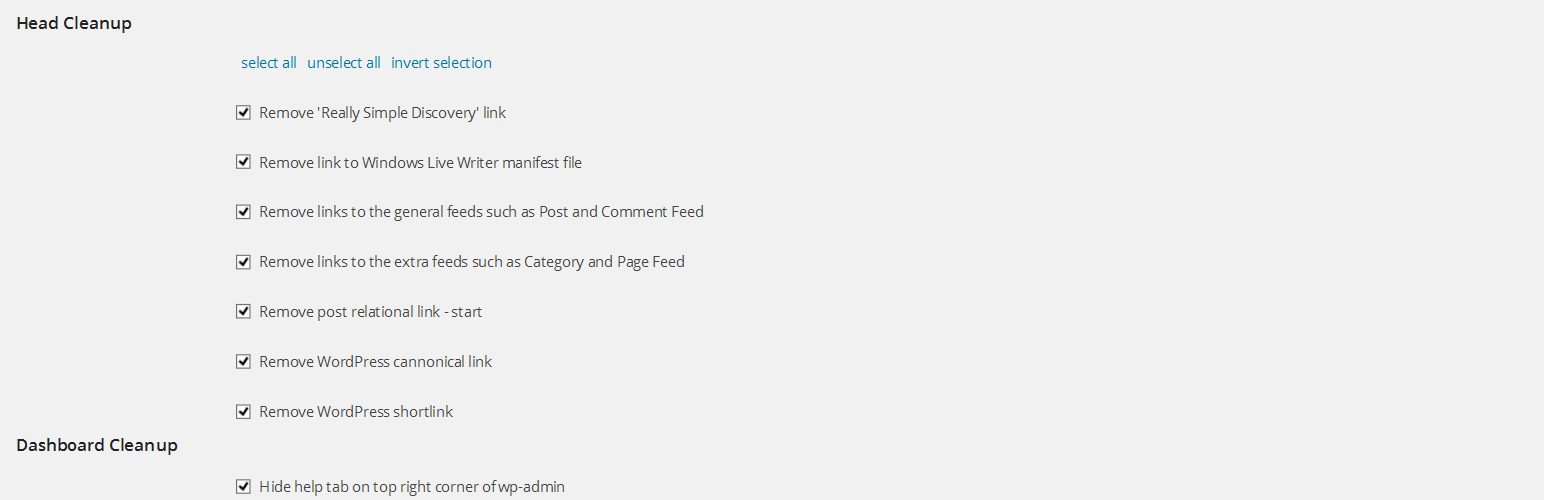 Head Cleanup
select all unselect all invert selection
Remove 'Really Simple Discovery' link
Remove link to Windows Live Writer manifest file
Remove links to the general feeds such as Post and Comment Feed
Remove links to the extra feeds such as Category and Page Feed
Remove post relational link - start
Remove WordPress cannonical link
Remove WordPress shortlink
Dashboard Cleanup
Hide help tab on top right corner of wp-admin